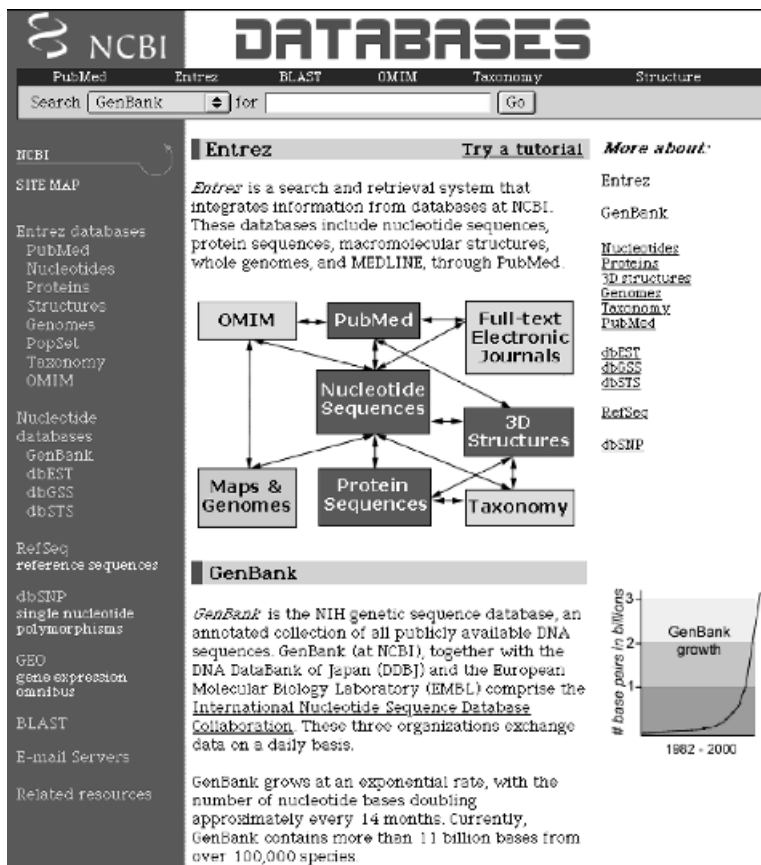 NCBI
DATABASES
PubMed Entrez BLAST OMIM Taxonomy Structure
Search GenBank for Go
NCBI
SITE MAP
Entrez databases
PubMed
Nucleotides
Proteins
Structures
Genomes
PopSet
Taxonomy
OMIM
Nucleotide
databases
GenBank
dbEST
dbGSS
dbSTS
RefSeq
reference sequences
dbSNP
single nucleotide
polymorphisms
GEO
gene expression
omnibus
BLAST
E-mail Servers
Related resources
Entrez Try a tutorial
Entrez is a search and retrieval system that
integrates information from databases at NCBI.
These databases include nucleotide sequences,
protein sequences, macromolecular structures,
whole genomes, and MEDLINE, through PubMed.
OMIM
PubMed
Full-text
Electronic
Journals
Nucleotide
Sequences
3D
Structures
Maps &
Genomes
Protein
Sequences
Taxonomy
GenBank
GenBank is the NIH genetic sequence database, an
annotated collection of all publicly available DNA
sequences. GenBank (at NCBI), together with the
DNA DataBank of Japan (DDBJ) and the European
Molecular Biology Laboratory (EMBL) comprise the
International Nucleotide Sequence Database
Collaboration. These three organizations exchange
data on a daily basis.
GenBank grows at an exponential rate, with the
number of nucleotide bases doubling
approximately every 14 months. Currently,
GenBank contains more than 11 billion bases from
over 100,000 species.
More about:
Entrez
GenBank
Nucleotides
Proteins
3D structures
Genomes
Taxonomy
PubMed
dbEST
dbGSS
dbSTS
RefSeq
dbSNP
# base pairs in billions
3
2
1
GenBank
growth
1982 - 2000